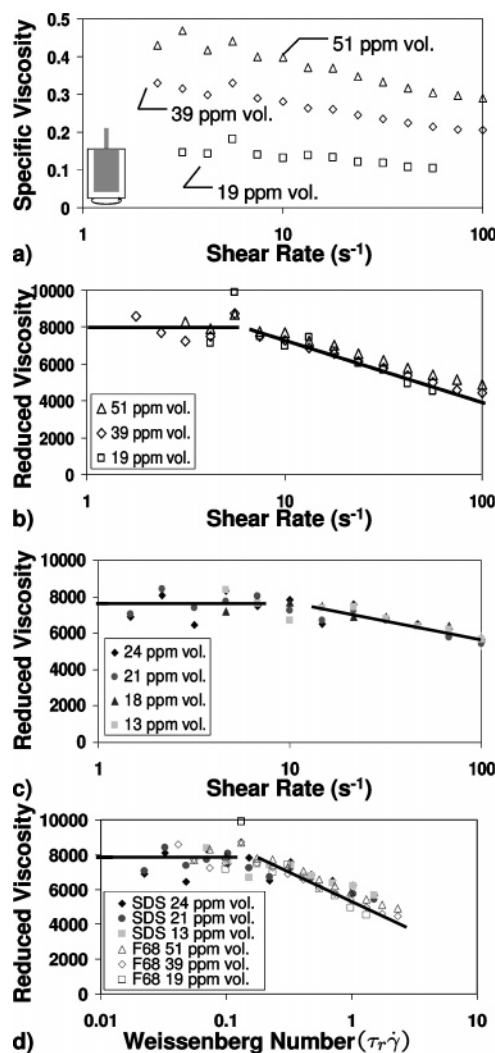 0.5
0.4
0.3
0.2
0.1
0
Specific Viscosity
51 ppm vol.
39 ppm vol.
19 ppm vol.
1
10
100
a)
Shear Rate (s⁻¹)
10000
8000
6000
4000
2000
0
Reduced Viscosity
△ 51 ppm vol.
◇ 39 ppm vol.
□ 19 ppm vol.
1
10
100
b)
Shear Rate (s⁻¹)
10000
8000
6000
4000
2000
0
Reduced Viscosity
◆ 24 ppm vol.
● 21 ppm vol.
▲ 18 ppm vol.
■ 13 ppm vol.
1
10
100
c)
Shear Rate (s⁻¹)
10000
8000
6000
4000
2000
0
Reduced Viscosity
◆ SDS 24 ppm vol.
● SDS 21 ppm vol.
■ SDS 13 ppm vol.
△ F68 51 ppm vol.
◇ F68 39 ppm vol.
□ F68 19 ppm vol.
0.01
0.1
1
10
d)
Weissenberg Number(τᵣγ̇)